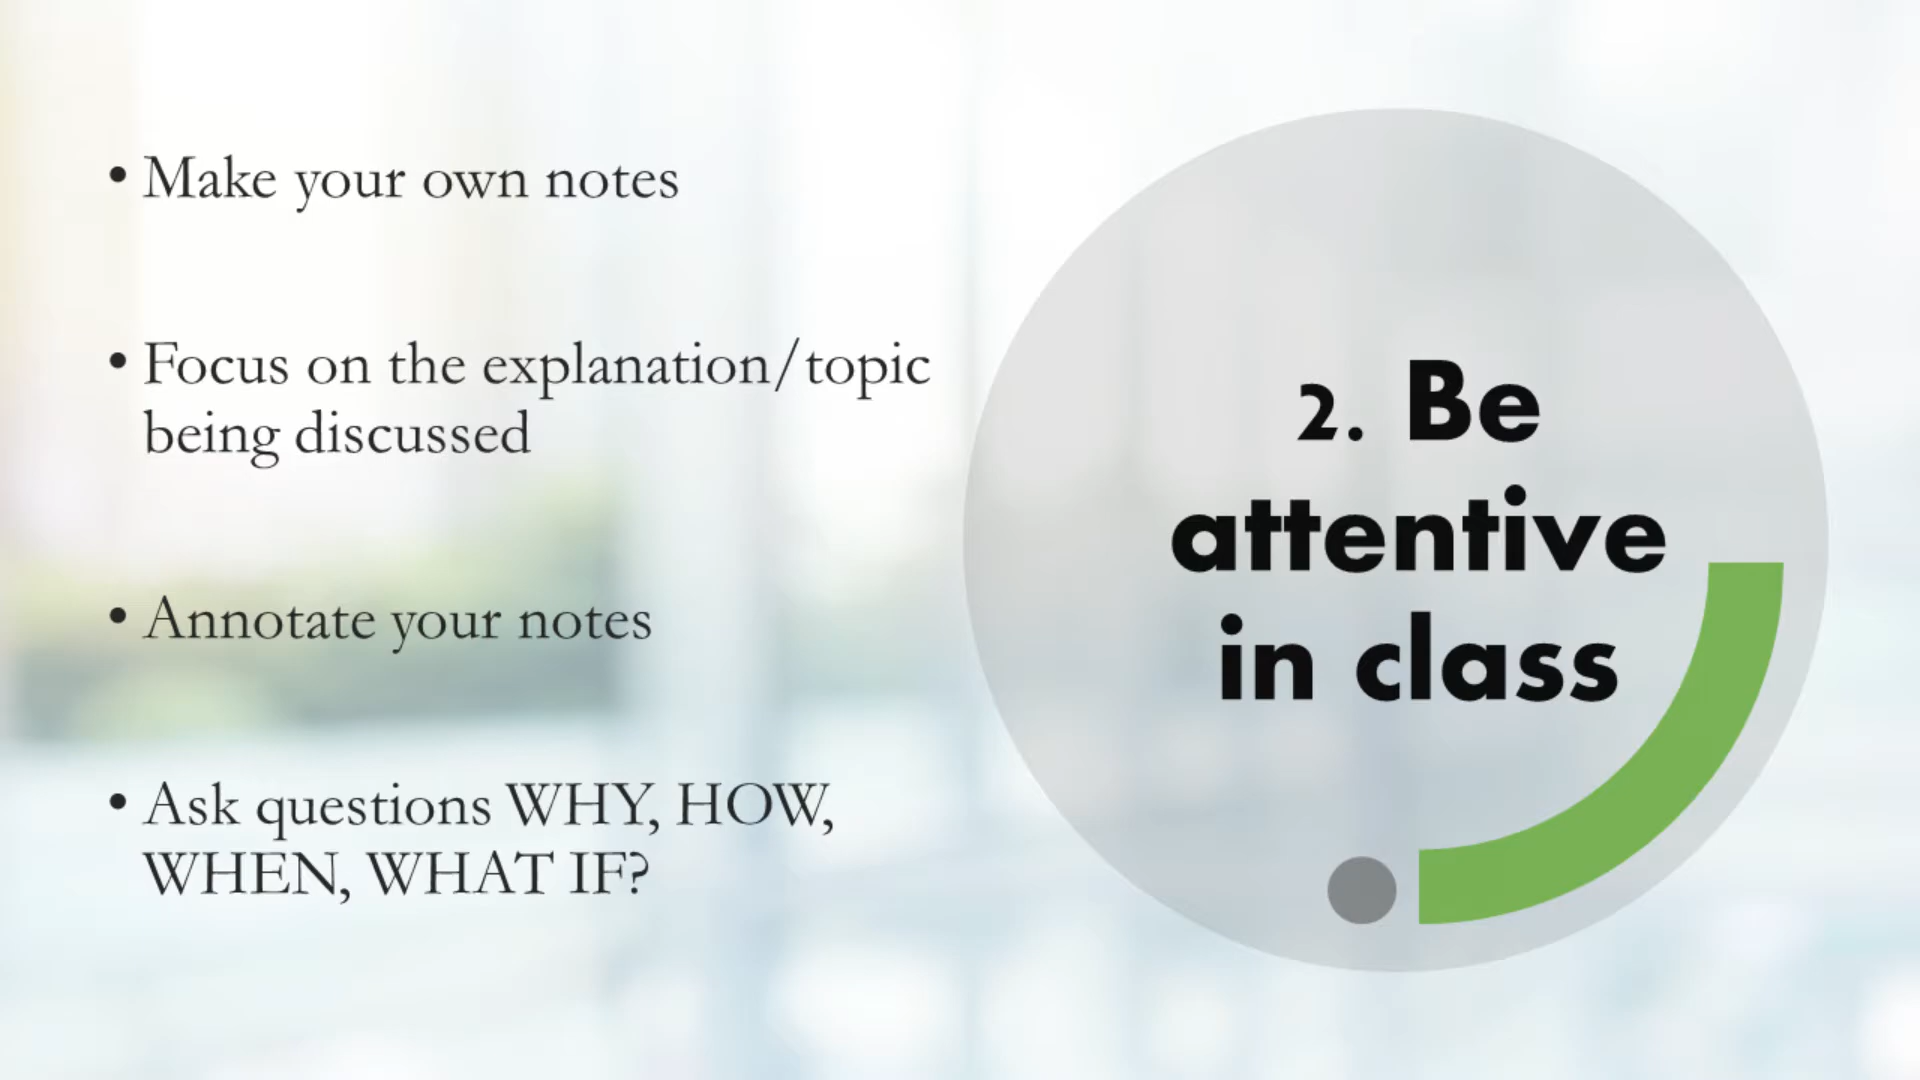 • Make your own notes
• Focus on the explanation/topic
being discussed
• Annotate your notes
• Ask questions WHY, HOW,
WHEN, WHAT IF?
2. Be
attentive
in class